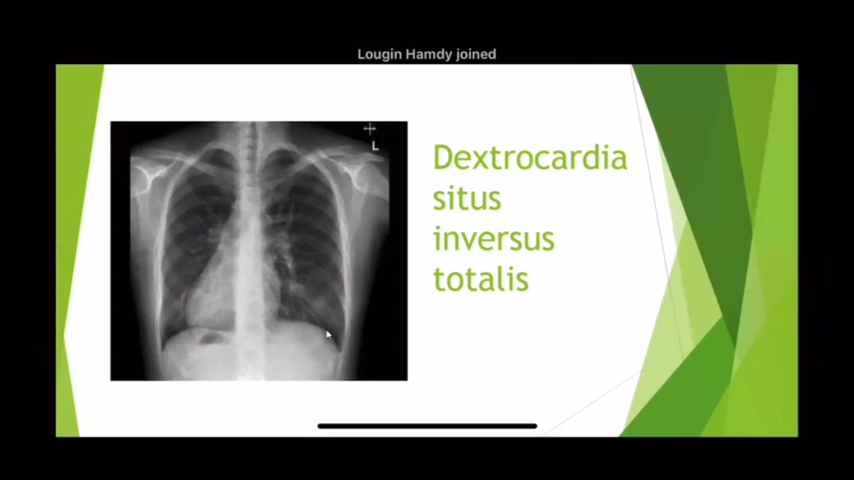 Lougin Hamdy joined
L
Dextrocardia
situs
inversus
totalis